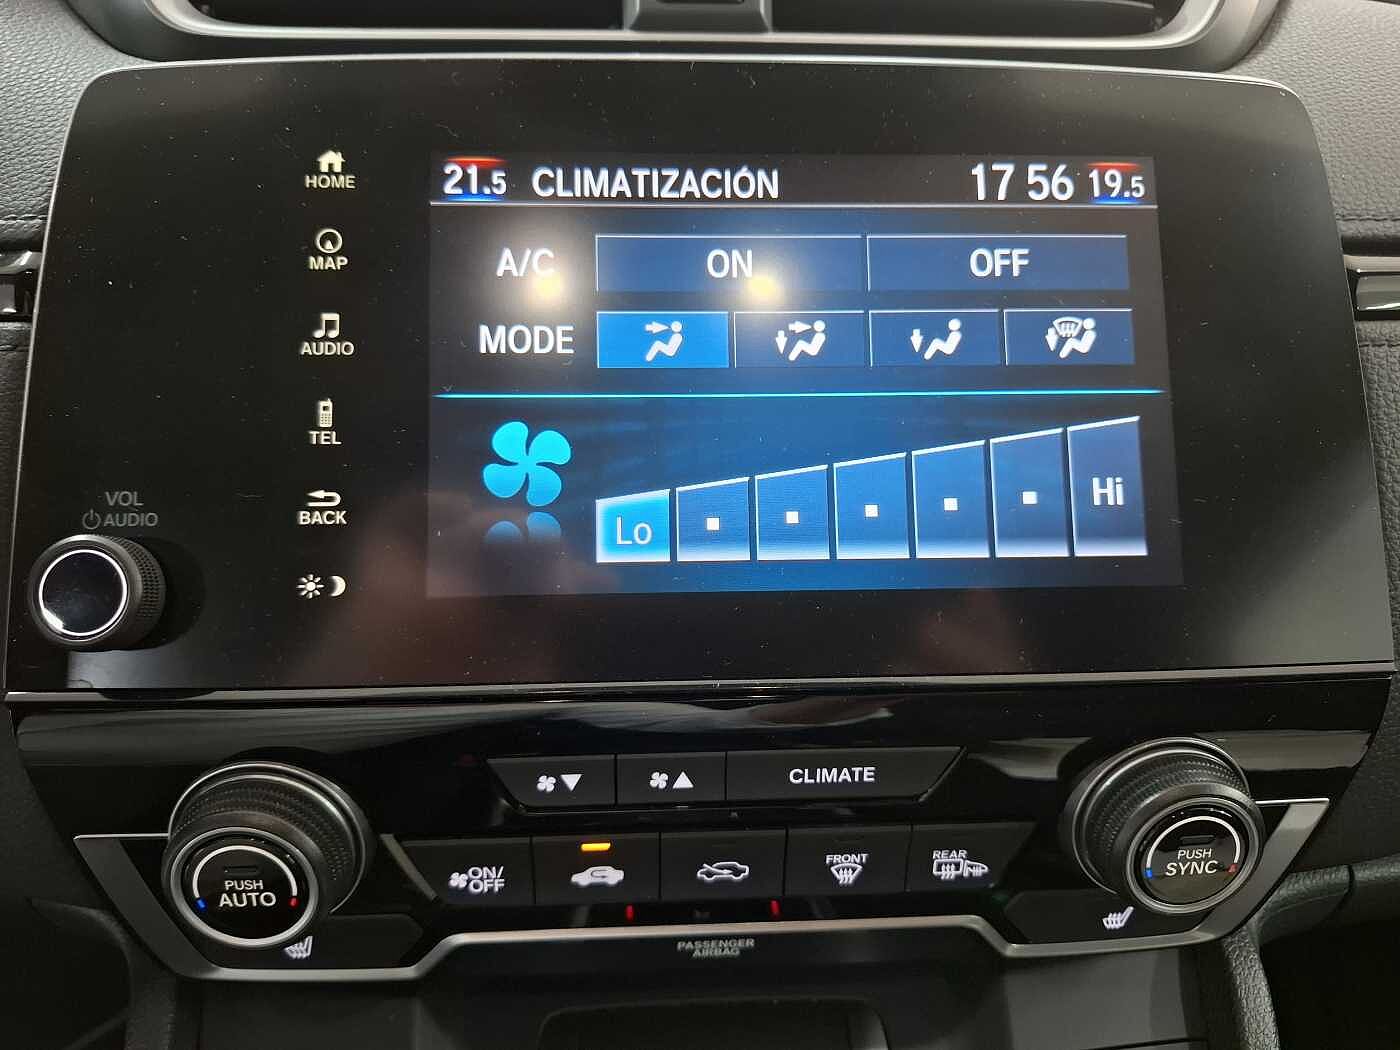 HOME
MAP
AUDIO
TEL
BACK
VOL
AUDIO
21.5 CLIMATIZACIÓN 17 56 19.5
A/C ON OFF
MODE
Lo Hi
CLIMATE
ON/
OFF
FRONT
REAR
PUSH
AUTO
PUSH
SYNC
PASSENGER
AIRBAG